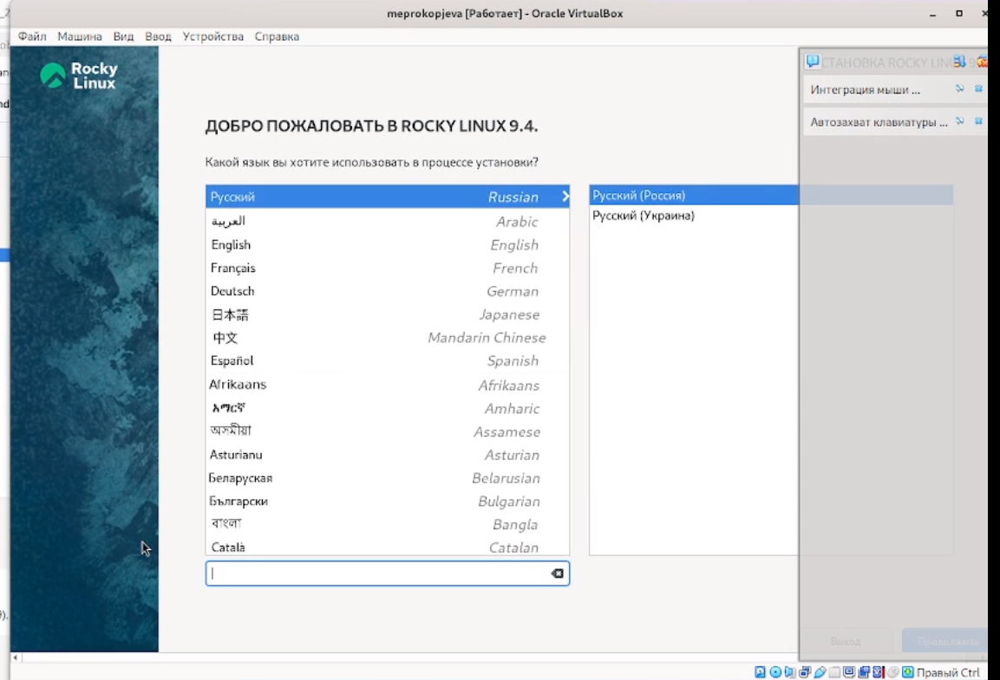 meprokopjeva [Работает] - Oracle VirtualBox
Файл Машина Вид Ввод Устройства Справка
Rocky
Linux
СТАНОВКА ROCKY LINUX 9
Интеграция мыши ...
Автозахват клавиатуры ...
ДОБРО ПОЖАЛОВАТЬ В ROCKY LINUX 9.4.
Какой язык вы хотите использовать в процессе установки?
Русский Russian
Русский (Россия)
العربية Arabic
Русский (Украина)
English English
Français French
Deutsch German
日本語 Japanese
中文 Mandarin Chinese
Español Spanish
Afrikaans Afrikaans
አማርኛ Amharic
অসমীয়া Assamese
Asturianu Asturian
Беларуская Belarusian
Български Bulgarian
বাংলা Bangla
Català Catalan
Выход Продолжить
Правый Ctrl